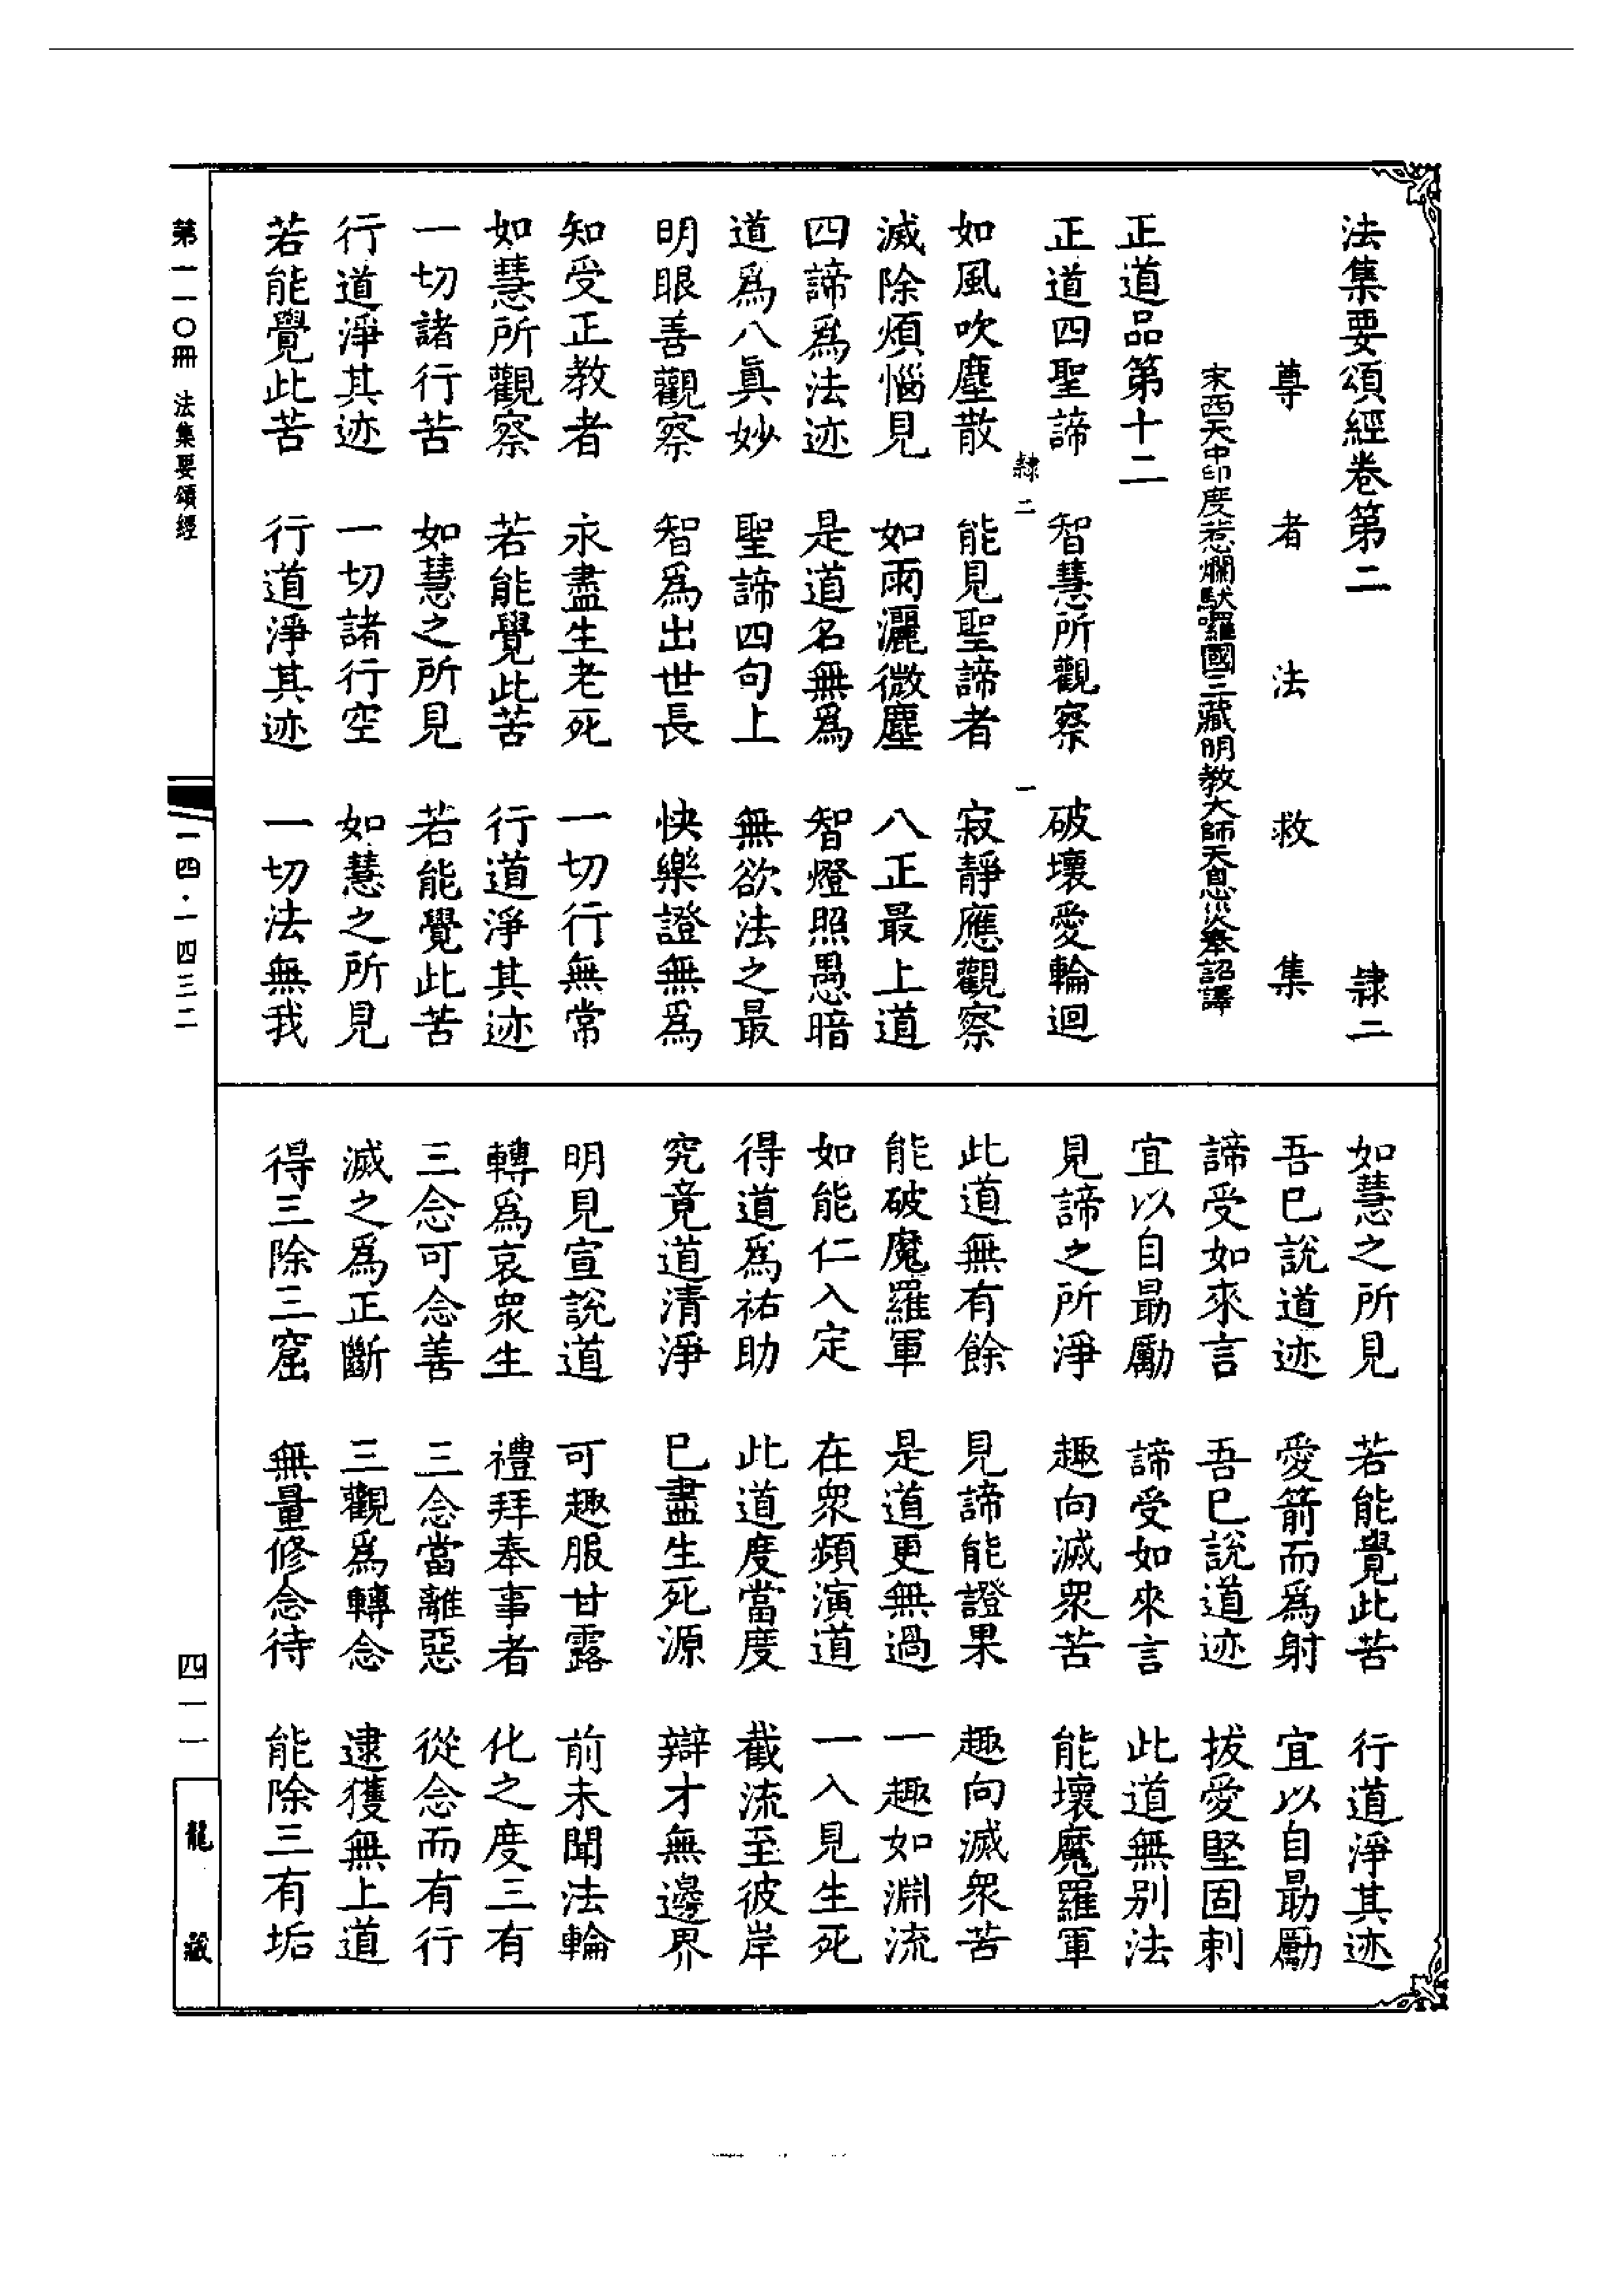 法集要頌經卷第二　隸二
尊者法救集
宋西天中印度惹爛馱囉國三藏明教大師天息災奉詔譯
正道品第十二
正道四聖諦　智慧所觀察　破壞愛輪迴
隸二　一
如風吹塵散　能見聖諦者　寂靜應觀察
滅除煩惱見　如雨灑微塵　八正最上道
四諦為法迹　是道名無為　智燈照愚暗
道為八真妙　聖諦四句上　無欲法之最
明眼善觀察　智為出世長　快樂證無為
知受正教者　永盡生老死　一切行無常
如慧所觀察　若能覺此苦　行道淨其迹
一切諸行苦　如慧之所見　若能覺此苦
行道淨其迹　一切諸行空　如慧之所見
若能覺此苦　行道淨其迹　一切法無我
如慧之所見　若能覺此苦　行道淨其迹
吾已說道迹　愛箭而為射　宜以自勗勵
諦受如來言　吾已說道迹　拔愛堅固刺
宜以自勗勵　諦受如來言　此道無別法
見諦之所淨　趣向滅衆苦　能壞魔羅軍
此道無有餘　見諦能證果　趣向滅衆苦
能破魔羅軍　是道更無過　一趣如淵流
如能仁入定　在衆頻演道　一入見生死
得道為祐助　此道度當度　截流至彼岸
究竟道清淨　已盡生死源　辯才無邊界
明見宣說道　可趣服甘露　前未聞法輪
轉為哀衆生　禮拜奉事者　化之度三有
三念可念善　三念當離惡　從念而有行
滅之為正斷　三觀為轉念　逮獲無上道
得三除三窟　無量修念待　能除三有垢
第一一〇冊　法集要頌經
一四・一四三二
四一一
龍藏